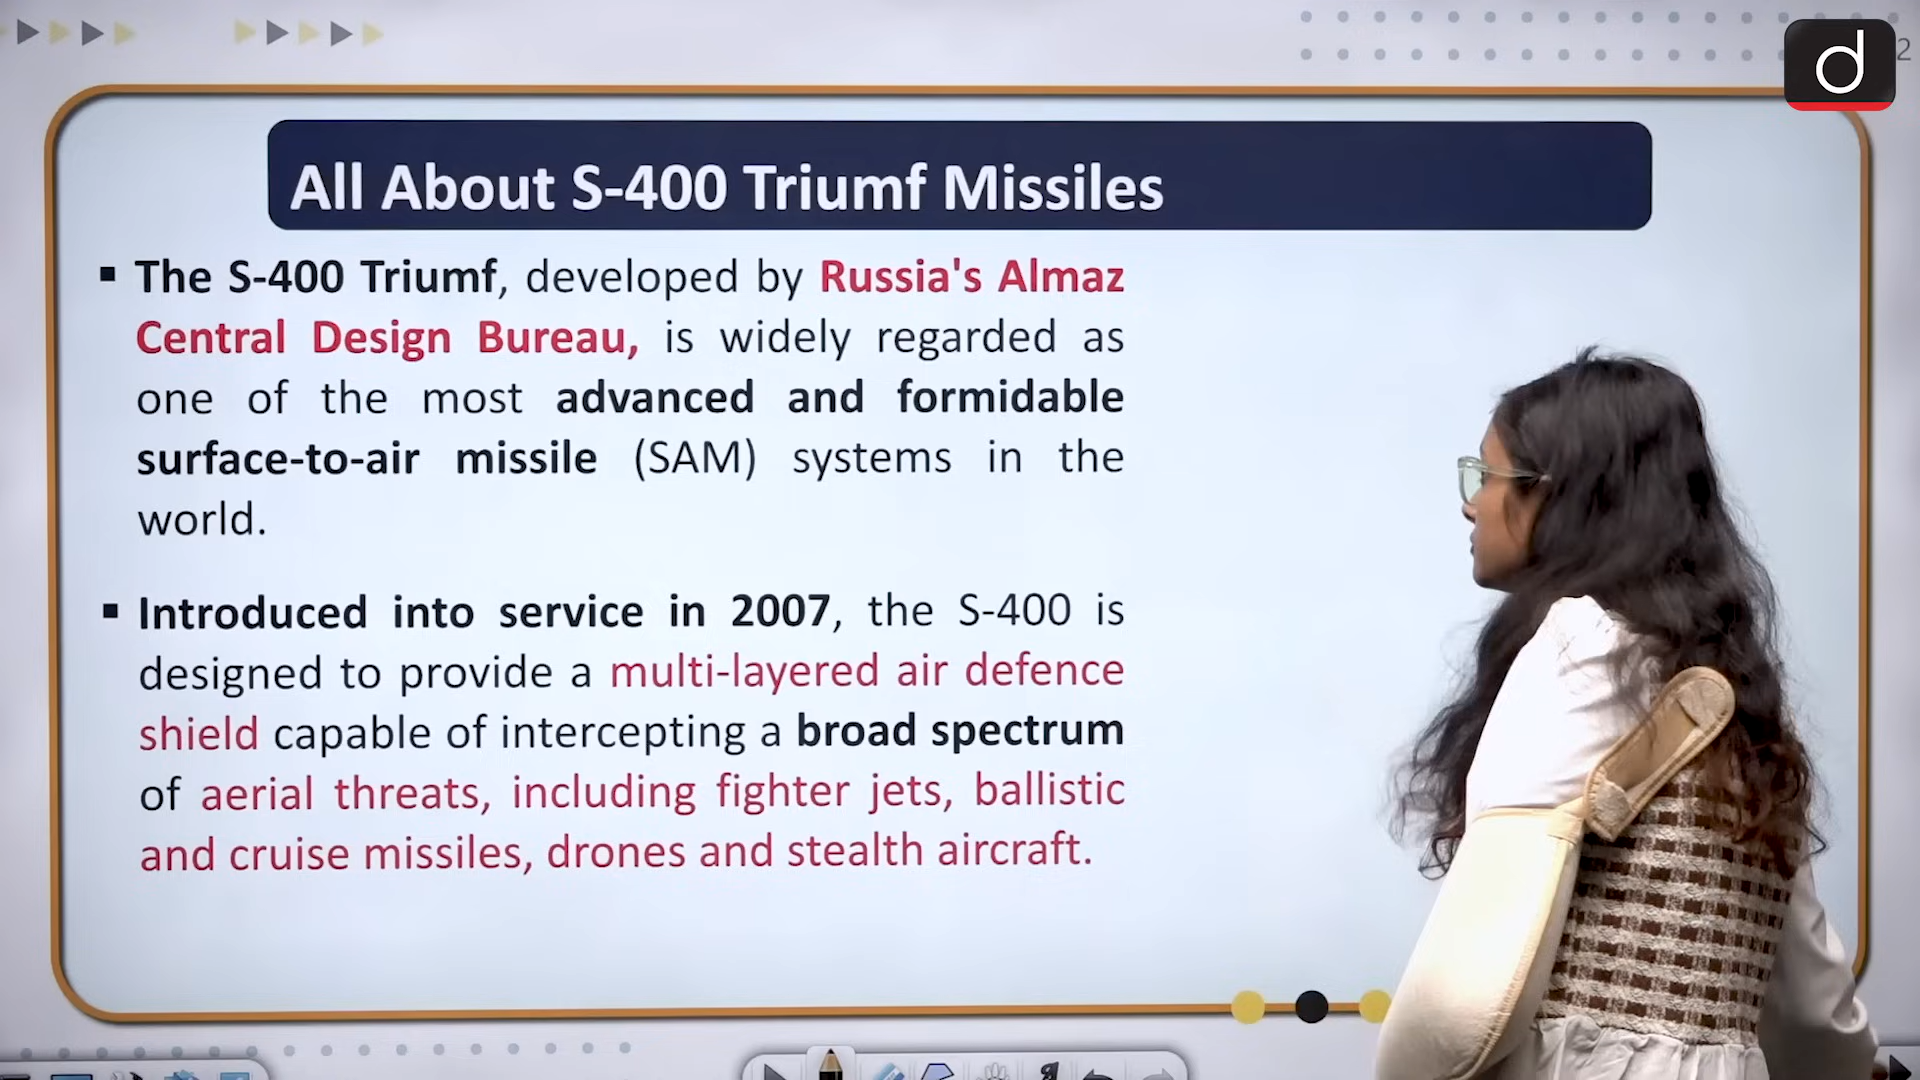 d
2
All About S-400 Triumf Missiles
▪ The S-400 Triumf, developed by Russia's Almaz
Central Design Bureau, is widely regarded as
one of the most advanced and formidable
surface-to-air missile (SAM) systems in the
world.
▪ Introduced into service in 2007, the S-400 is
designed to provide a multi-layered air defence
shield capable of intercepting a broad spectrum
of aerial threats, including fighter jets, ballistic
and cruise missiles, drones and stealth aircraft.